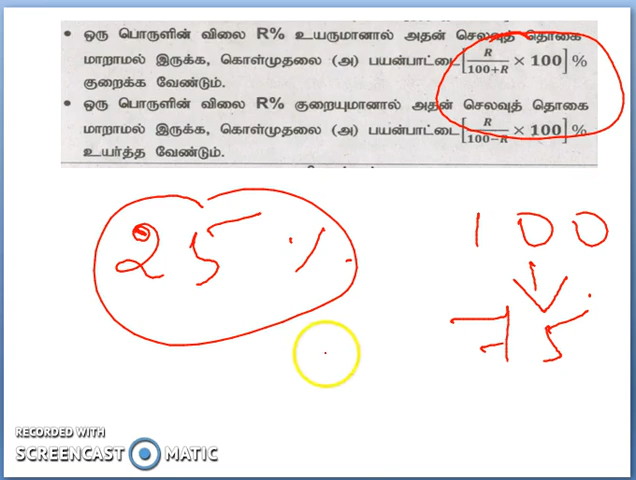 • ஒரு பொருளின் விலை R% உயருமானால் அதன் செலவுத் தொகை
மாறாமல் இருக்க, கொள்முதலை (அ) பயன்பாட்டை [R/100+R × 100] %
குறைக்க வேண்டும்.
• ஒரு பொருளின் விலை R% குறையுமானால் அதன் செலவுத் தொகை
மாறாமல் இருக்க, கொள்முதலை (அ) பயன்பாட்டை [R/100−R × 100] %
உயர்த்த வேண்டும்.
25 %
100
75
RECORDED WITH
SCREENCAST MATIC